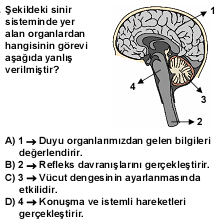 Şekildeki sinir
sisteminde yer
alan organlardan
hangisinin görevi
aşağıda yanlış
verilmiştir?
1
4
3
2
A) 1 → Duyu organlarımızdan gelen bilgileri
değerlendirir.
B) 2 → Refleks davranışlarını gerçekleştirir.
C) 3 → Vücut dengesinin ayarlanmasında
etkilidir.
D) 4 → Konuşma ve istemli hareketleri
gerçekleştirir.